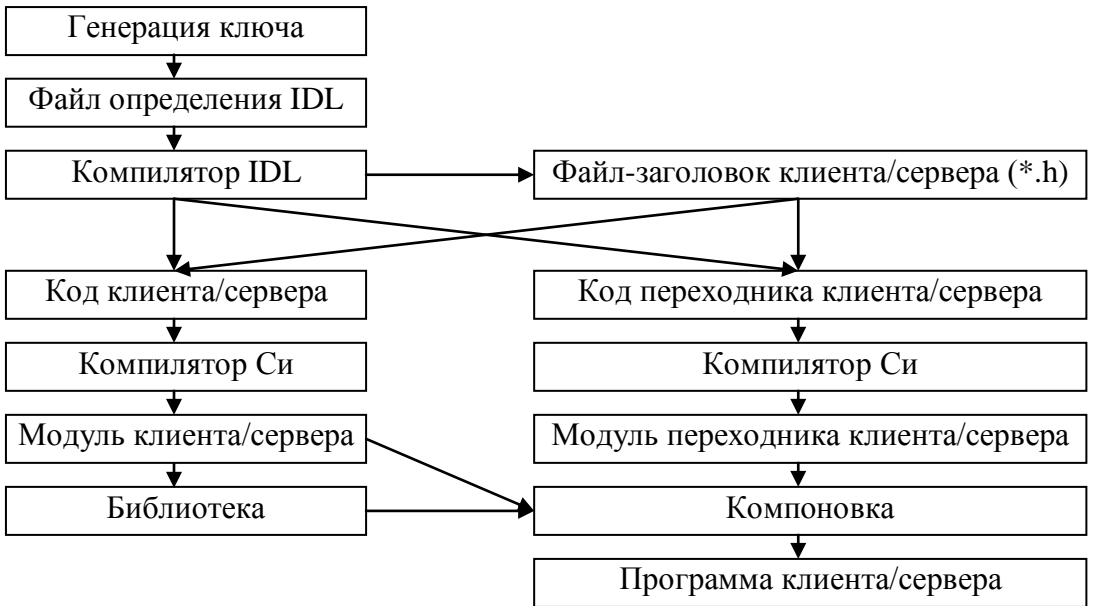 Генерация ключа
Файл определения IDL
Компилятор IDL
Файл-заголовок клиента/сервера (*.h)
Код клиента/сервера
Код переходника клиента/сервера
Компилятор Си
Компилятор Си
Модуль клиента/сервера
Модуль переходника клиента/сервера
Библиотека
Компоновка
Программа клиента/сервера